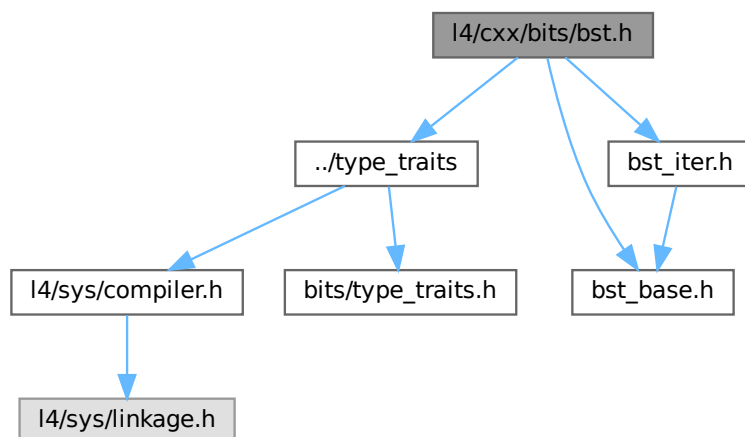 l4/cxx/bits/bst.h
../type_traits
bst_iter.h
l4/sys/compiler.h
bits/type_traits.h
bst_base.h
l4/sys/linkage.h